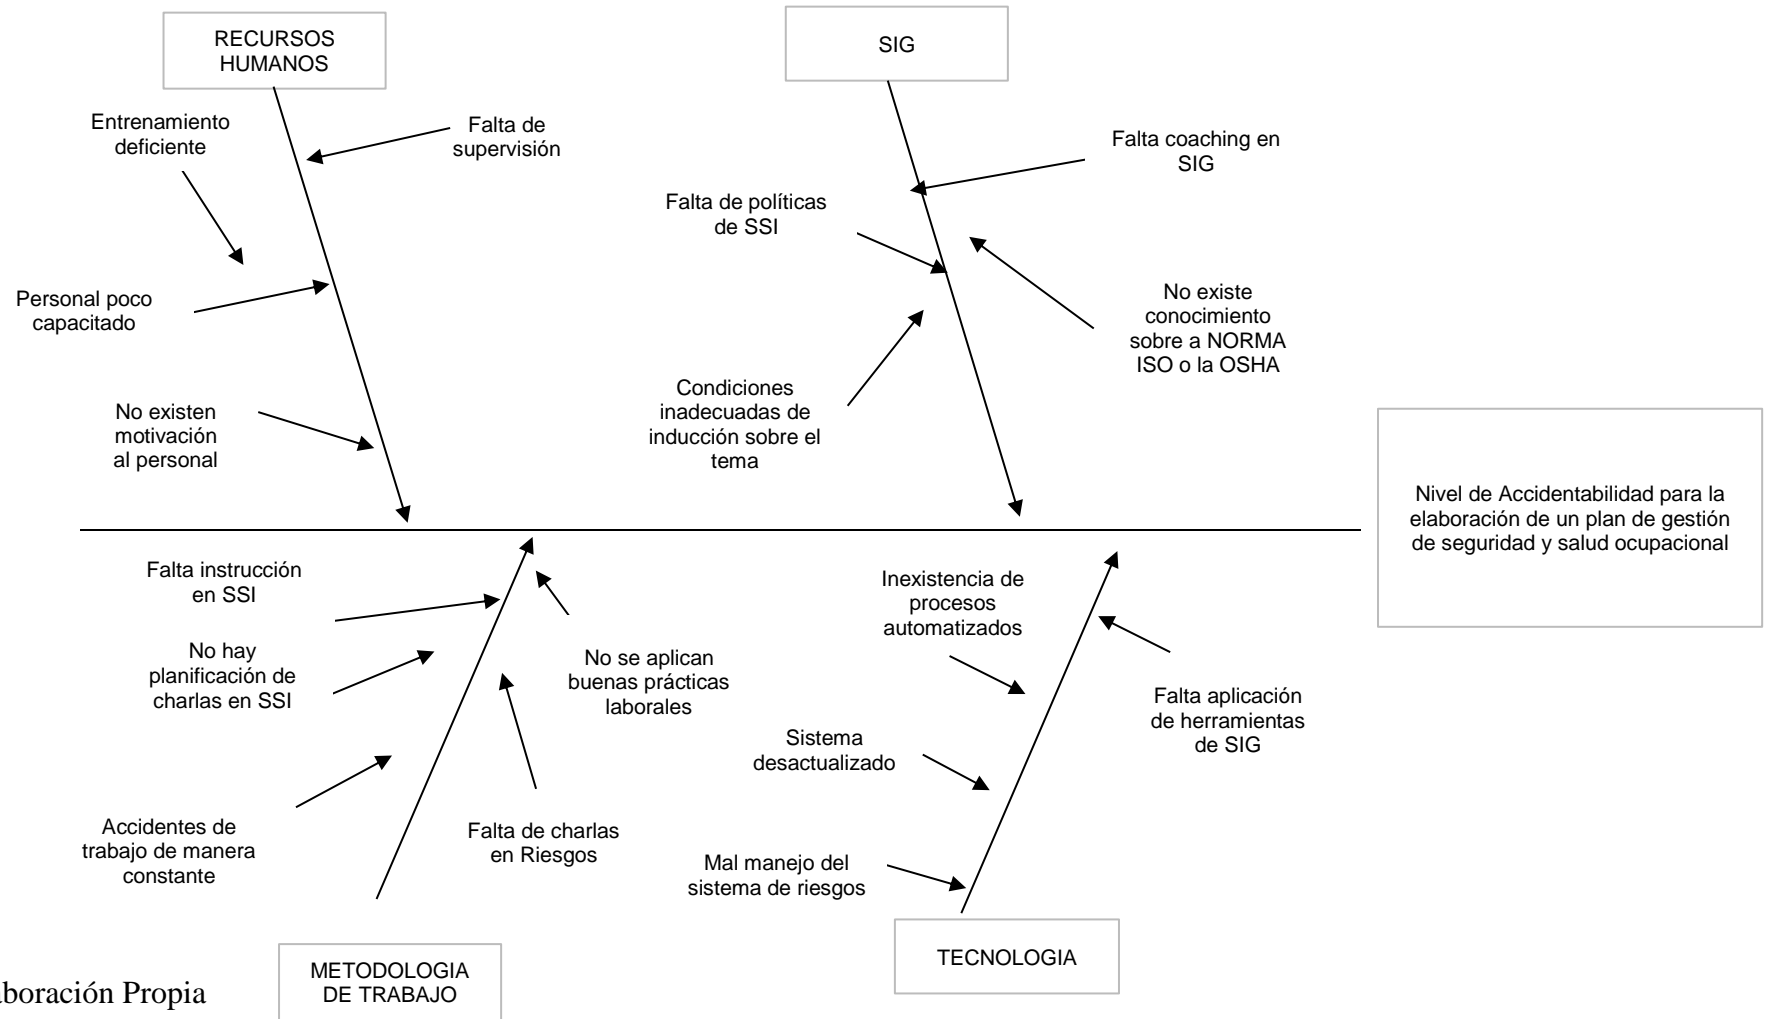 RECURSOS
HUMANOS
SIG
Entrenamiento
deficiente
Falta de
supervisión
Falta coaching en
SIG
Falta de políticas
de SSI
Personal poco
capacitado
No existe
conocimiento
sobre a NORMA
ISO o la OSHA
No existen
motivación
al personal
Condiciones
inadecuadas de
inducción sobre el
tema
Nivel de Accidentabilidad para la
elaboración de un plan de gestión
de seguridad y salud ocupacional
Falta instrucción
en SSI
No hay
planificación de
charlas en SSI
No se aplican
buenas prácticas
laborales
Inexistencia de
procesos
automatizados
Falta aplicación
de herramientas
de SIG
Sistema
desactualizado
Accidentes de
trabajo de manera
constante
Falta de charlas
en Riesgos
Mal manejo del
sistema de riesgos
METODOLOGIA
DE TRABAJO
TECNOLOGIA
boración Propia